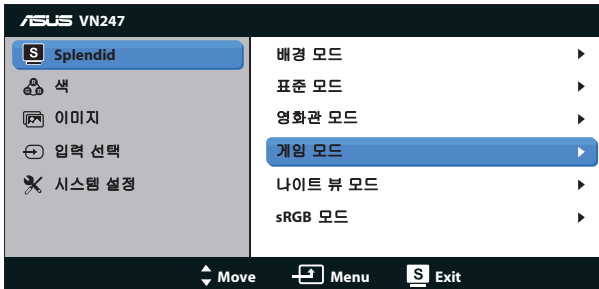 ASUS VN247
S Splendid
색
이미지
입력 선택
시스템 설정
배경 모드
표준 모드
영화관 모드
게임 모드
나이트 뷰 모드
sRGB 모드
Move Menu S Exit